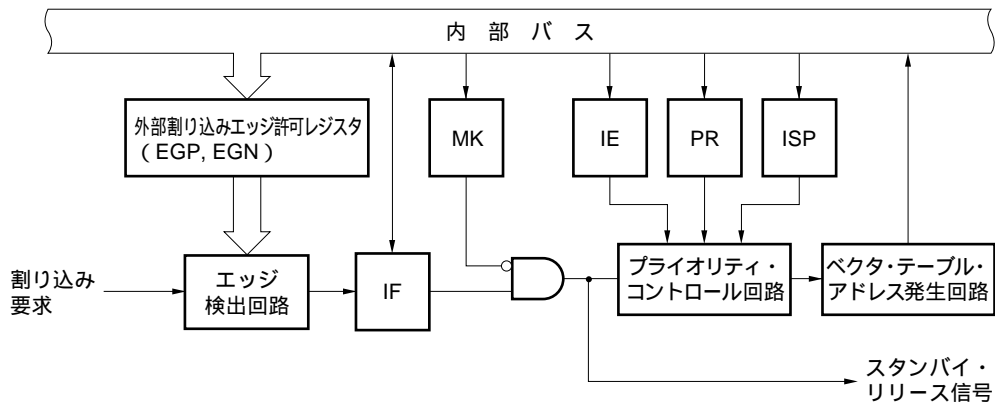 内 部 バ ス
外部割り込みエッジ許可レジスタ
（EGP, EGN）
MK
IE
PR
ISP
割り込み
要求
エッジ
検出回路
IF
プライオリティ・
コントロール回路
ベクタ・テーブル・
アドレス発生回路
スタンバイ・
リリース信号